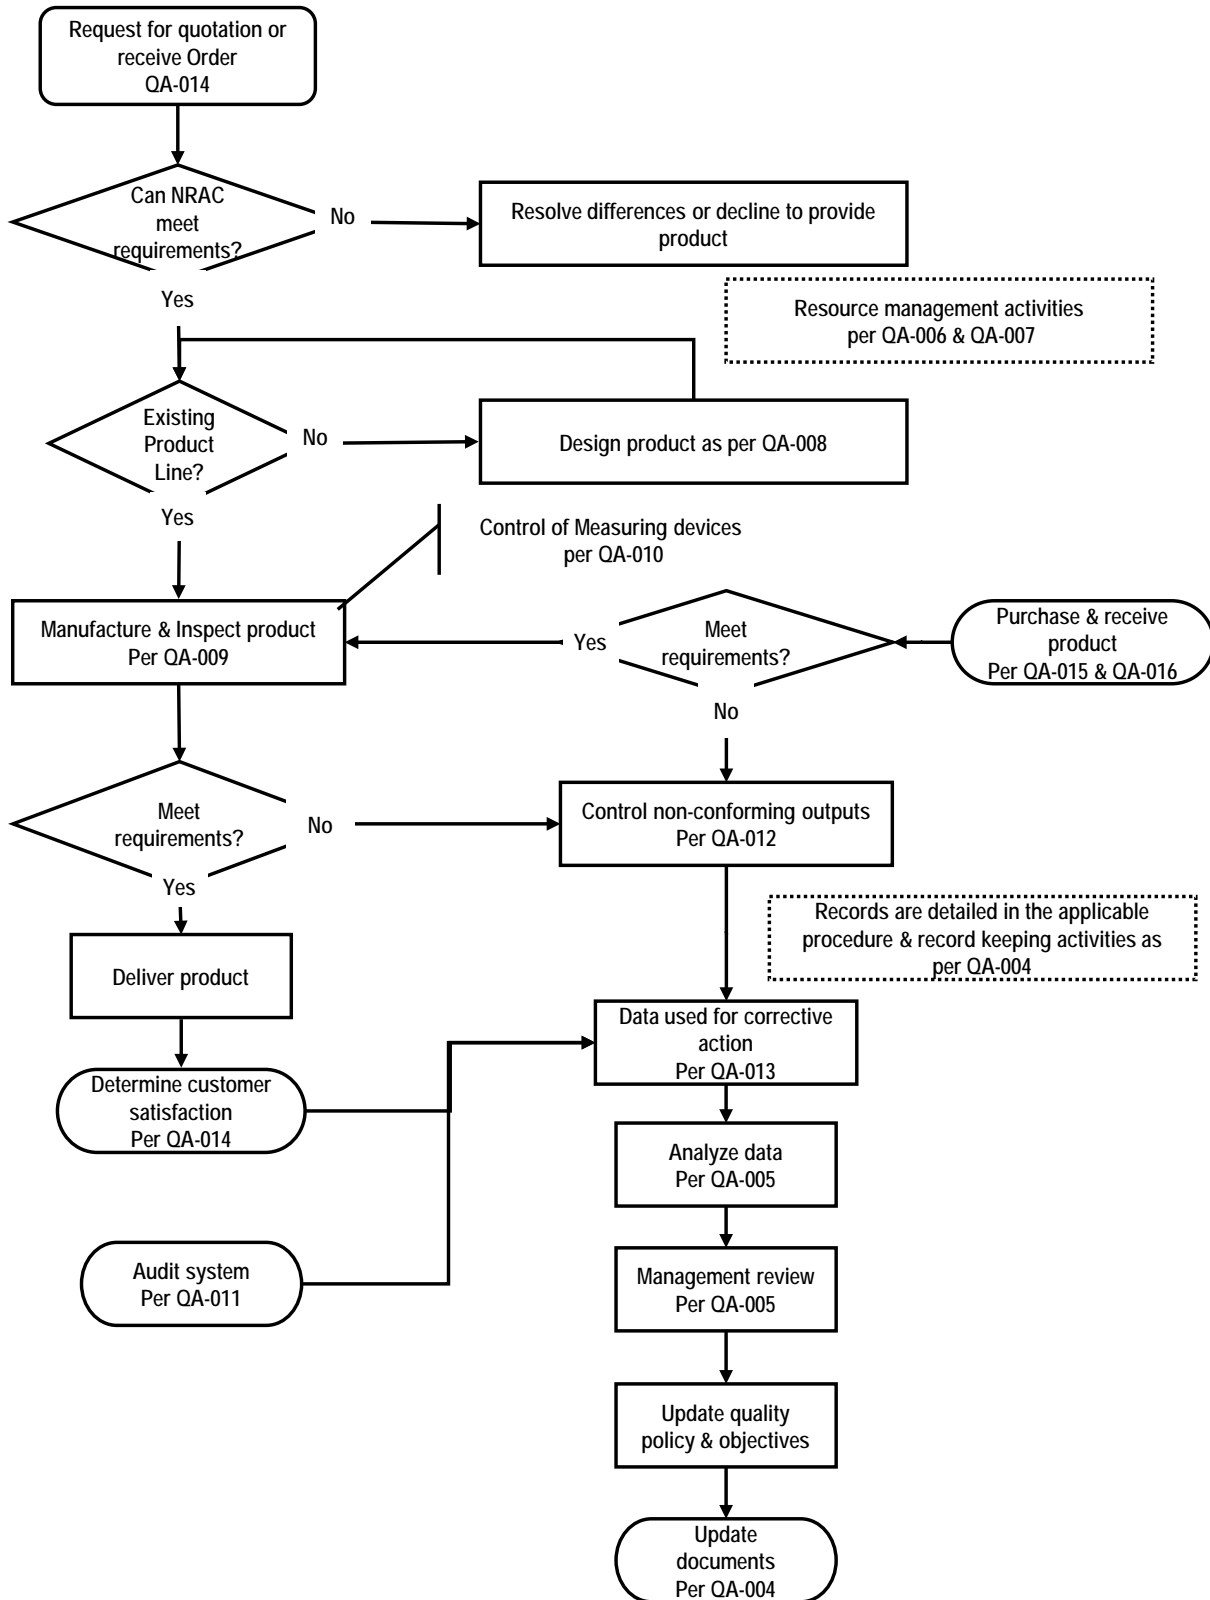 Request for quotation or
receive Order
QA-014
Can NRAC
meet
requirements?
No
Resolve differences or decline to provide
product
Yes
Resource management activities
per QA-006 & QA-007
Existing
Product
Line?
No
Design product as per QA-008
Yes
Control of Measuring devices
per QA-010
Manufacture & Inspect product
Per QA-009
Yes
Meet
requirements?
Purchase & receive
product
Per QA-015 & QA-016
No
Meet
requirements?
No
Control non-conforming outputs
Per QA-012
Yes
Records are detailed in the applicable
procedure & record keeping activities as
per QA-004
Deliver product
Data used for corrective
action
Per QA-013
Determine customer
satisfaction
Per QA-014
Analyze data
Per QA-005
Audit system
Per QA-011
Management review
Per QA-005
Update quality
policy & objectives
Update
documents
Per QA-004